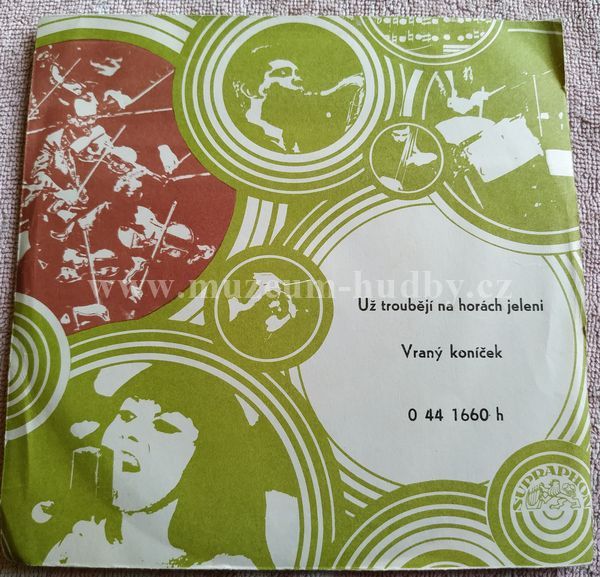 www.muzeum-hudby.cz
Už troubějí na horách jeleni
Vraný koníček
0 44 1660 h
SUPRAPHON